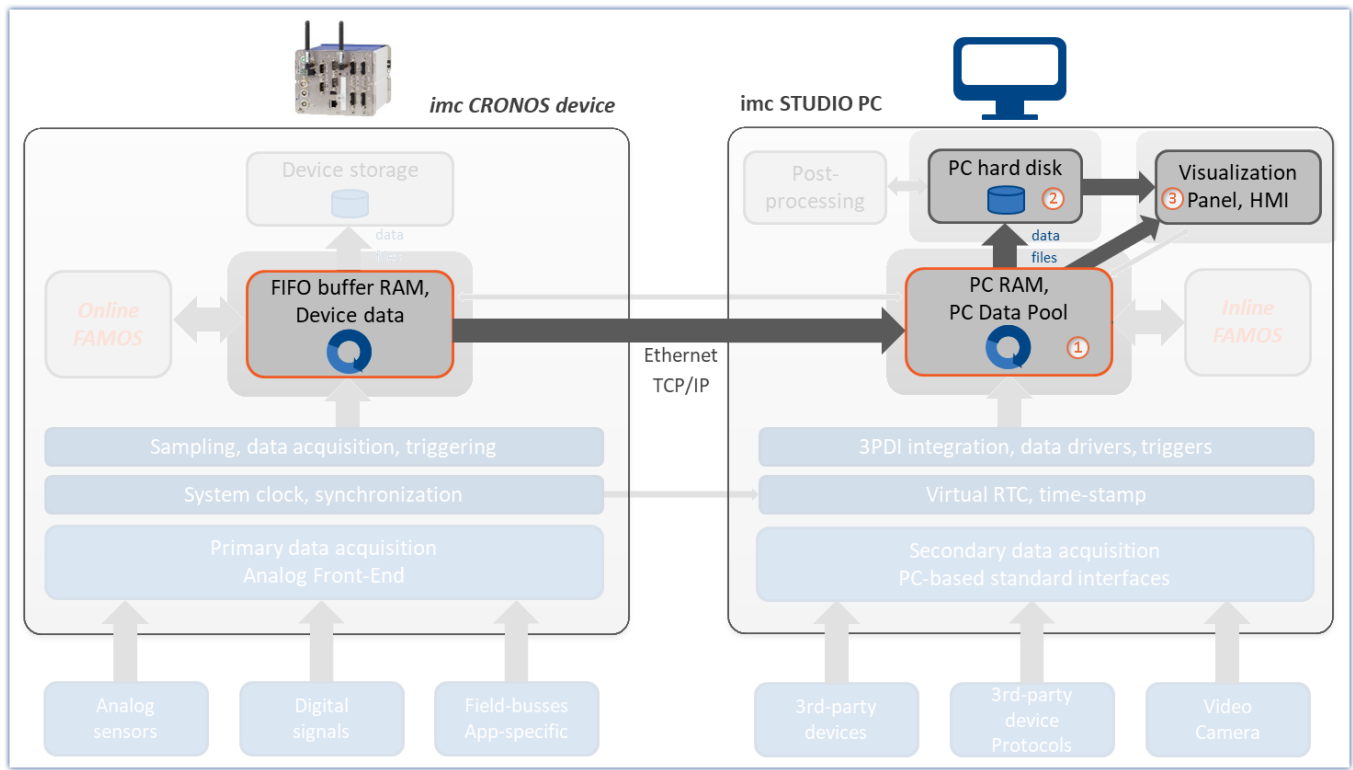 imc CRONOS device
imc STUDIO PC
Device storage
data
Online
FAMOS
FIFO buffer RAM,
Device data
Ethernet
TCP/IP
Sampling, data acquisition, triggering
System clock, synchronization
Primary data acquisition
Analog Front-End
Analog
sensors
Digital
signals
Field-busses
App-specific
Post-
processing
PC hard disk
2
Visualization
3 Panel, HMI
data
files
PC RAM,
PC Data Pool
1
Inline
FAMOS
3PDI integration, data drivers, triggers
Virtual RTC, time-stamp
Secondary data acquisition
PC-based standard interfaces
3rd-party
devices
3rd-party
device
Protocols
Video
Camera